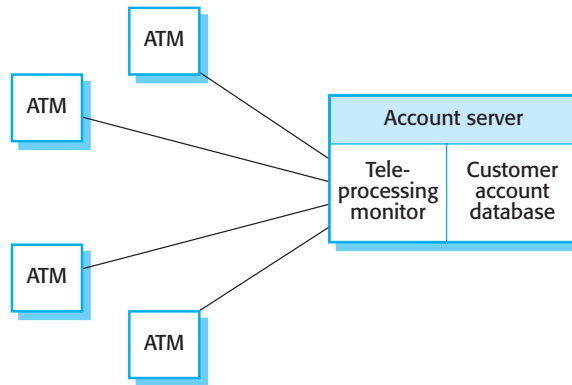 ATM
ATM
Account server
Tele-
processing
monitor
Customer
account
database
ATM
ATM